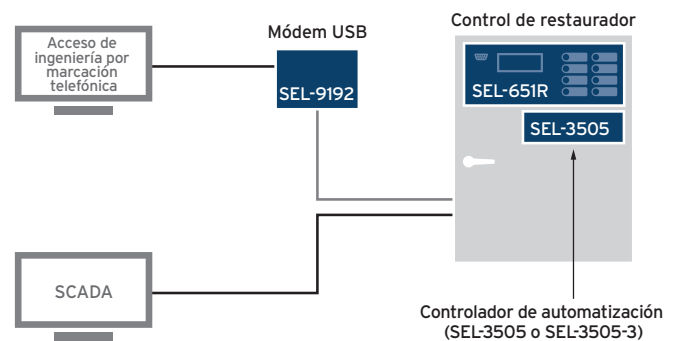 Acceso de
ingeniería por
marcación
telefónica
Módem USB
SEL-9192
Control de restaurador
SEL-651R
SEL-3505
SCADA
Controlador de automatización
(SEL-3505 o SEL-3505-3)